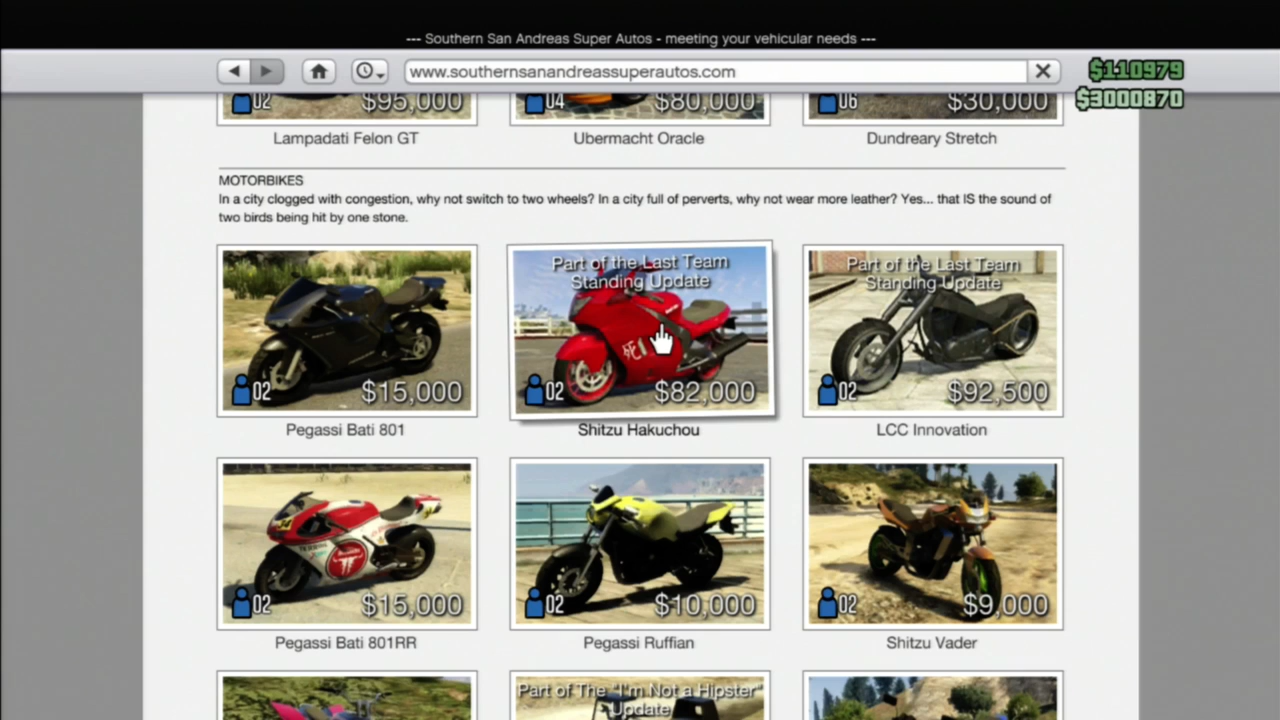 --- Southern San Andreas Super Autos - meeting your vehicular needs ---
www.southernsanandreassuperautos.com
$110979
$3000870
02 $95,000
04 $80,000
06 $30,000
Lampadati Felon GT
Ubermacht Oracle
Dundreary Stretch
MOTORBIKES
In a city clogged with congestion, why not switch to two wheels? In a city full of perverts, why not wear more leather? Yes... that IS the sound of
two birds being hit by one stone.
02 $15,000
Part of the Last Team
Standing Update
死
02 $82,000
Part of the Last Team
Standing Update
02 $92,500
Pegassi Bati 801
Shitzu Hakuchou
LCC Innovation
02 $15,000
02 $10,000
02 $9,000
Pegassi Bati 801RR
Pegassi Ruffian
Shitzu Vader
Part of The "I'm Not a Hipster"
Update